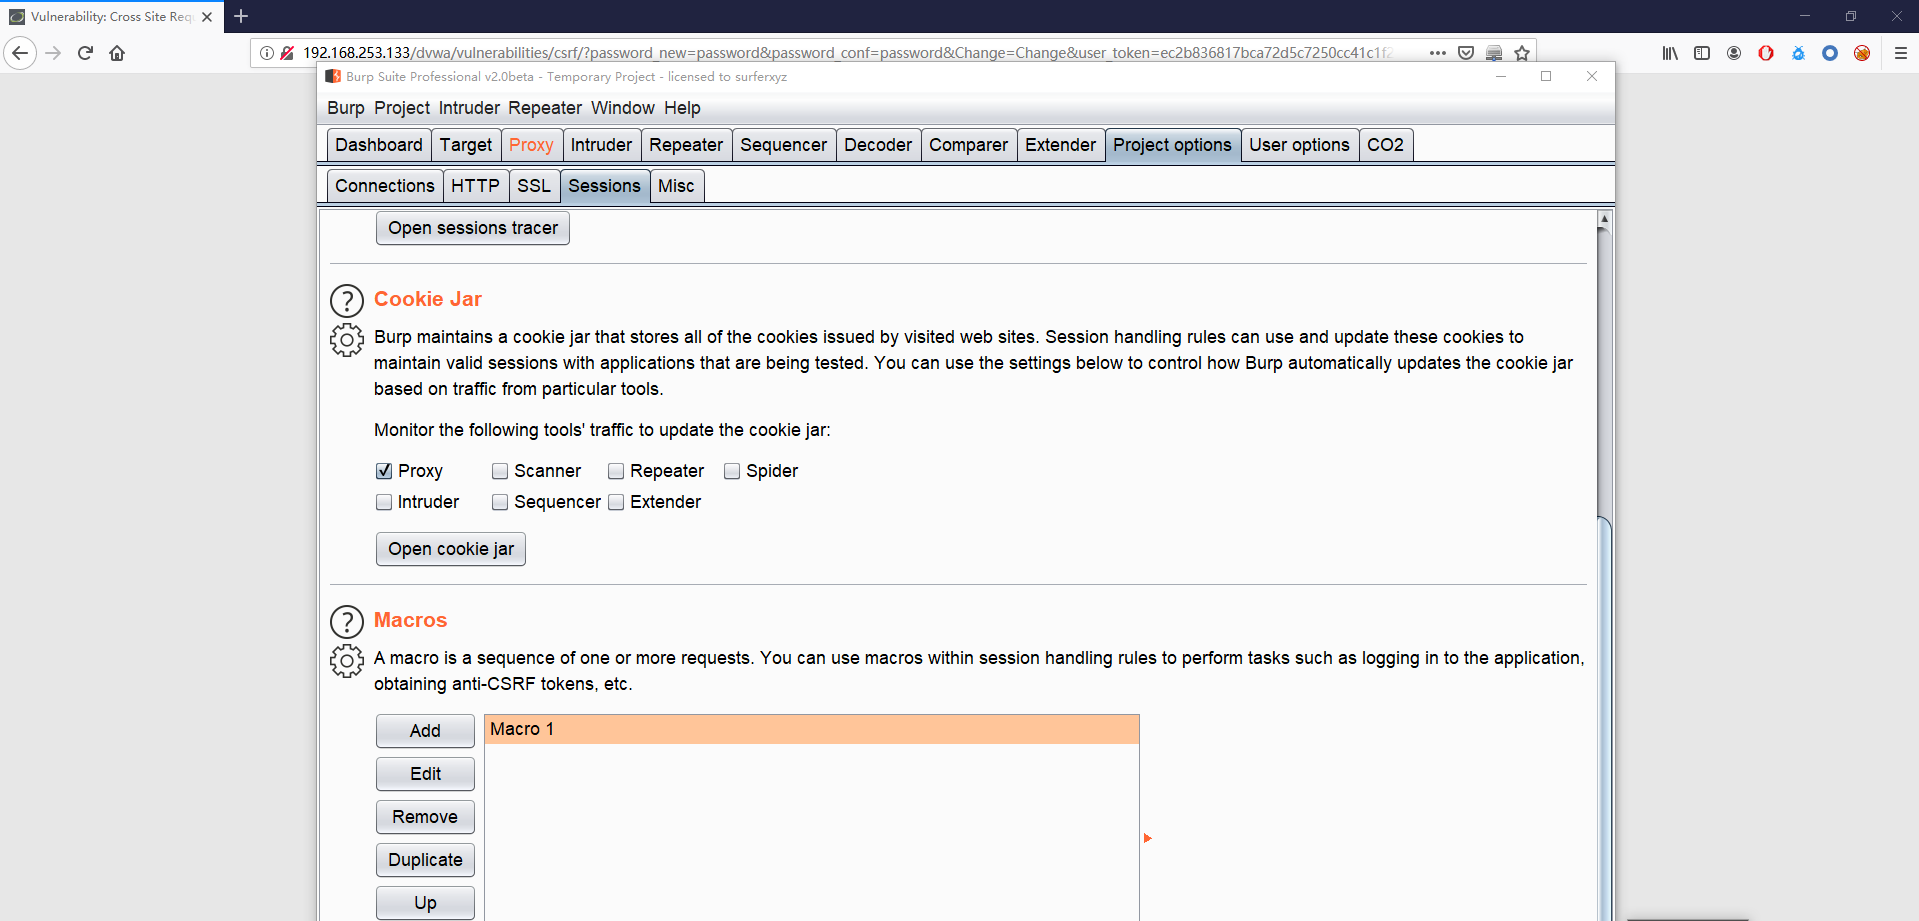 Vulnerability: Cross Site Req
192.168.253.133/dvwa/vulnerabilities/csrf/?password_new=password&password_conf=password&Change=Change&user_token=ec2b836817bca72d5c7250cc41c1f2
Burp Suite Professional v2.0beta - Temporary Project - licensed to surferxyz
Burp Project Intruder Repeater Window Help
Dashboard Target Proxy Intruder Repeater Sequencer Decoder Comparer Extender Project options User options CO2
Connections HTTP SSL Sessions Misc
Open sessions tracer
Cookie Jar
Burp maintains a cookie jar that stores all of the cookies issued by visited web sites. Session handling rules can use and update these cookies to
maintain valid sessions with applications that are being tested. You can use the settings below to control how Burp automatically updates the cookie jar
based on traffic from particular tools.
Monitor the following tools' traffic to update the cookie jar:
Proxy Scanner Repeater Spider
Intruder Sequencer Extender
Open cookie jar
Macros
A macro is a sequence of one or more requests. You can use macros within session handling rules to perform tasks such as logging in to the application,
obtaining anti-CSRF tokens, etc.
Add
Macro 1
Edit
Remove
Duplicate
Up